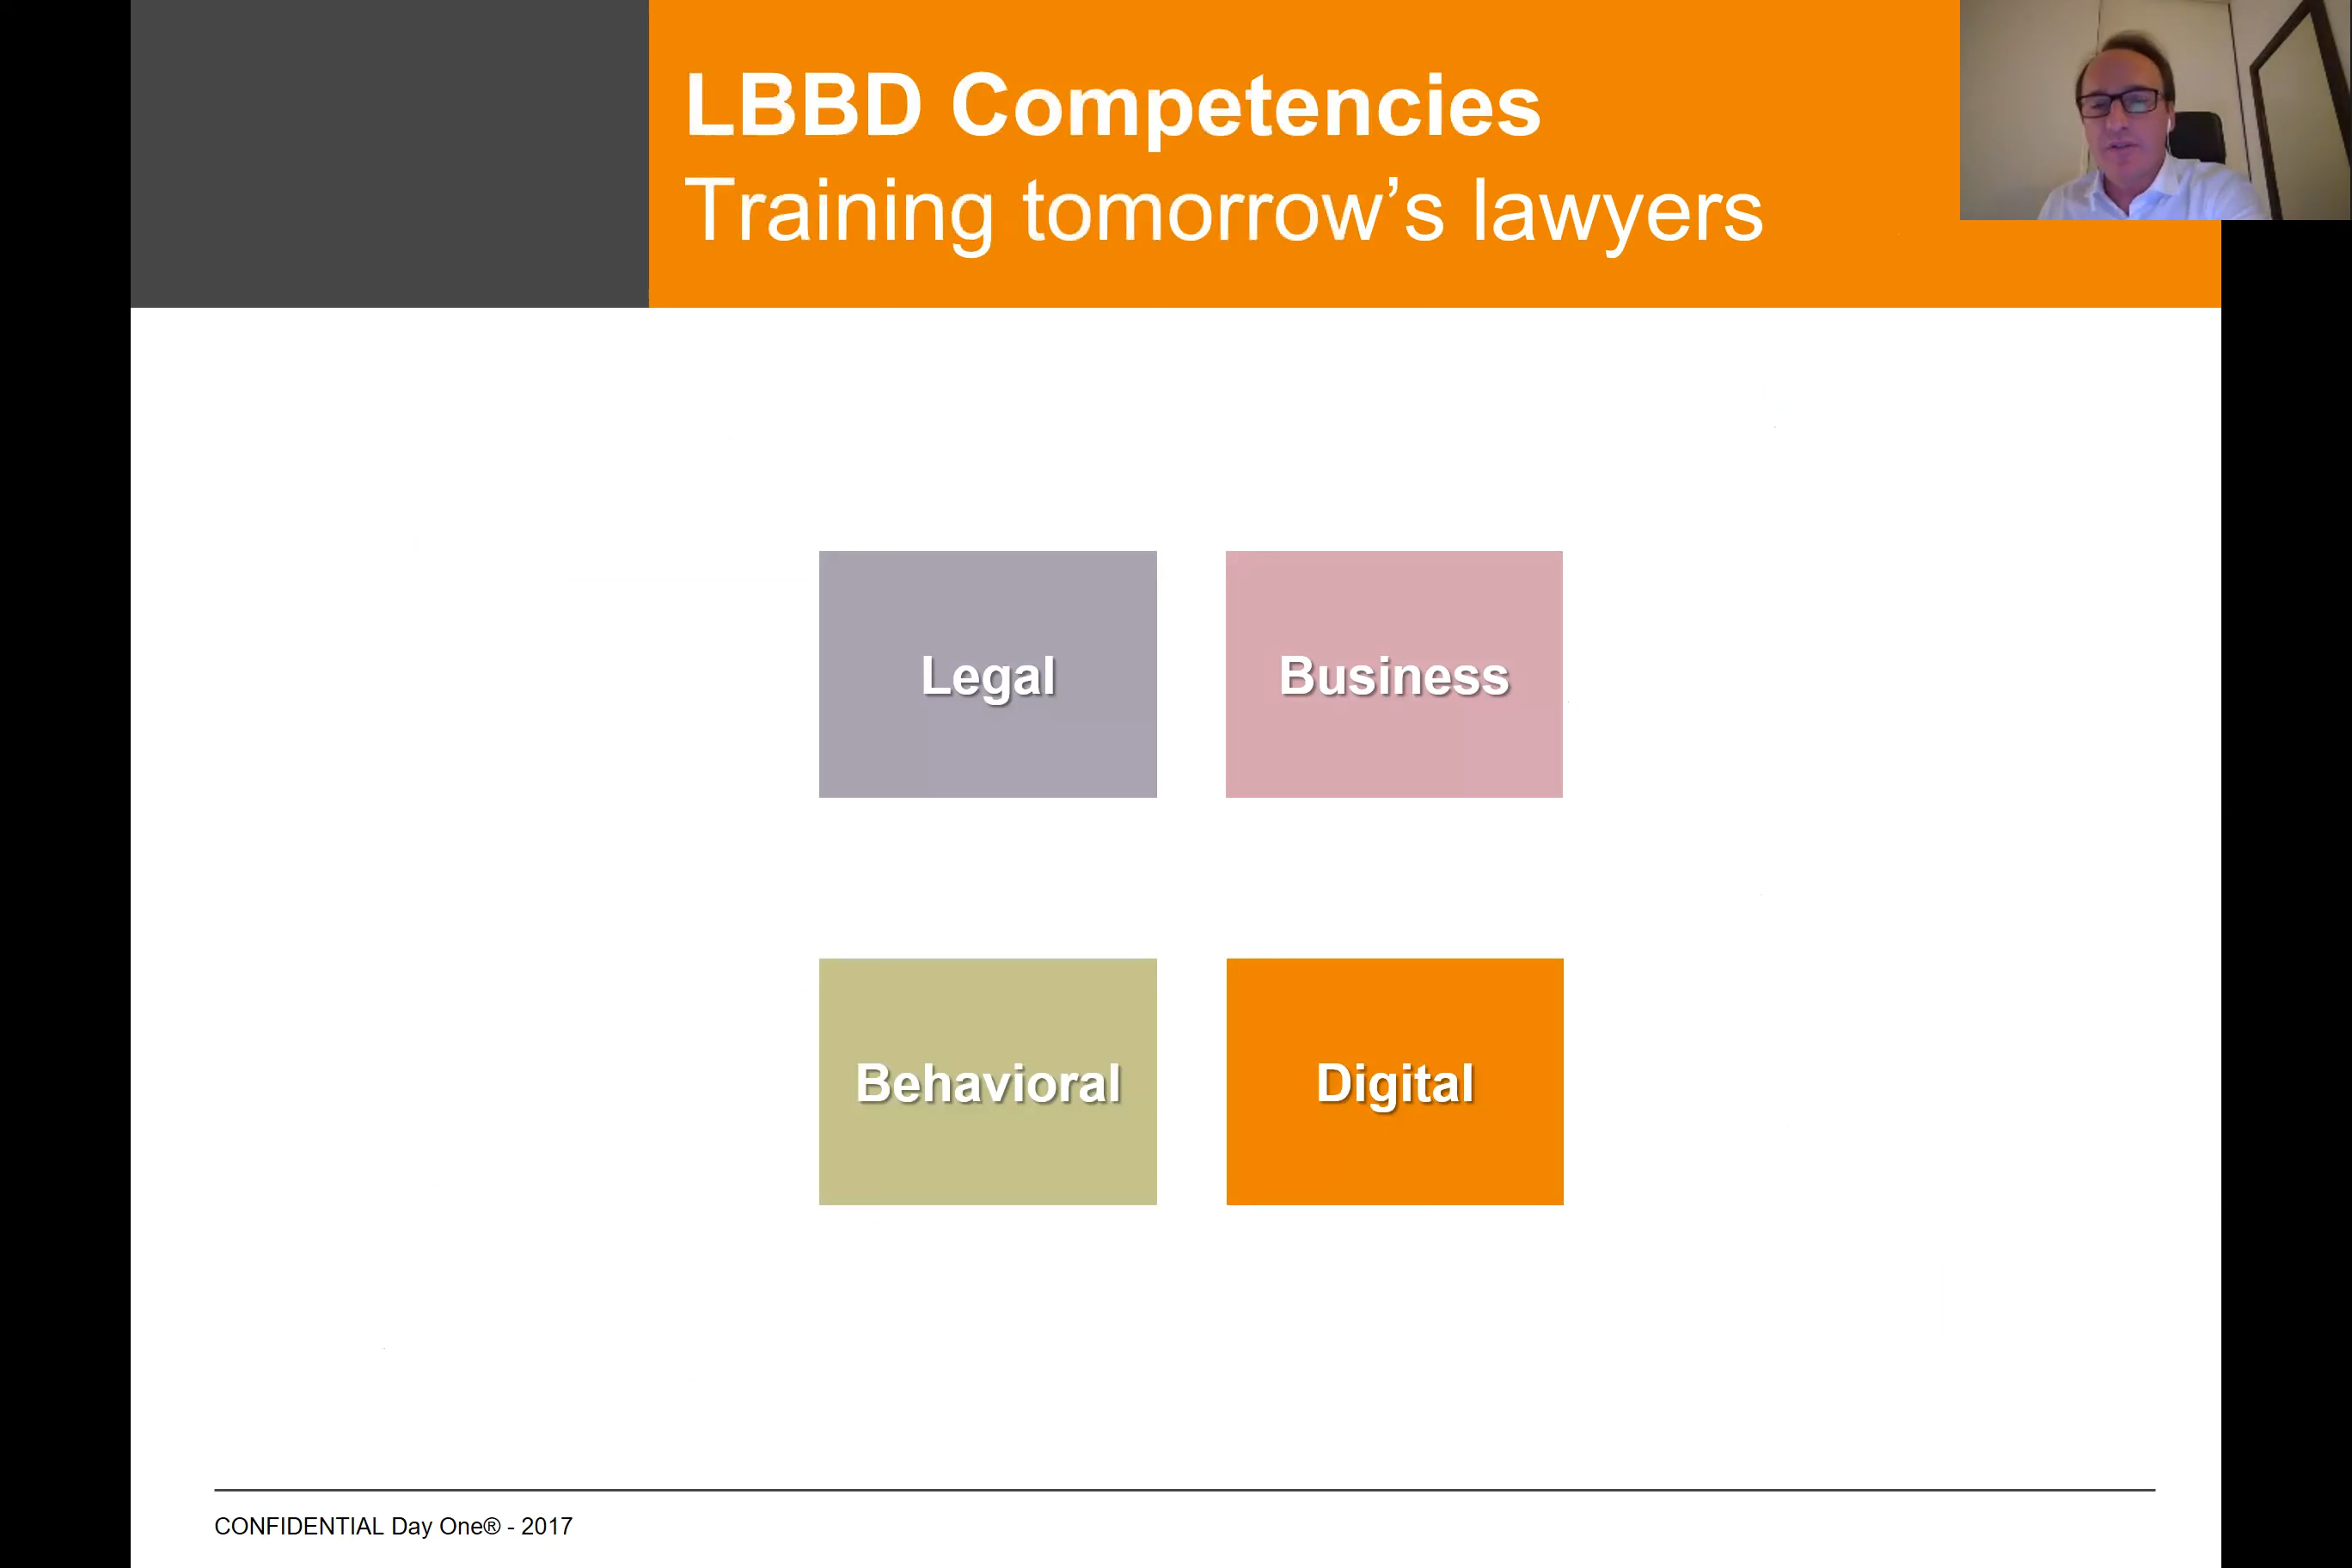 LBBD Competencies
Training tomorrow’s lawyers
Legal
Business
Behavioral
Digital
CONFIDENTIAL Day One® - 2017